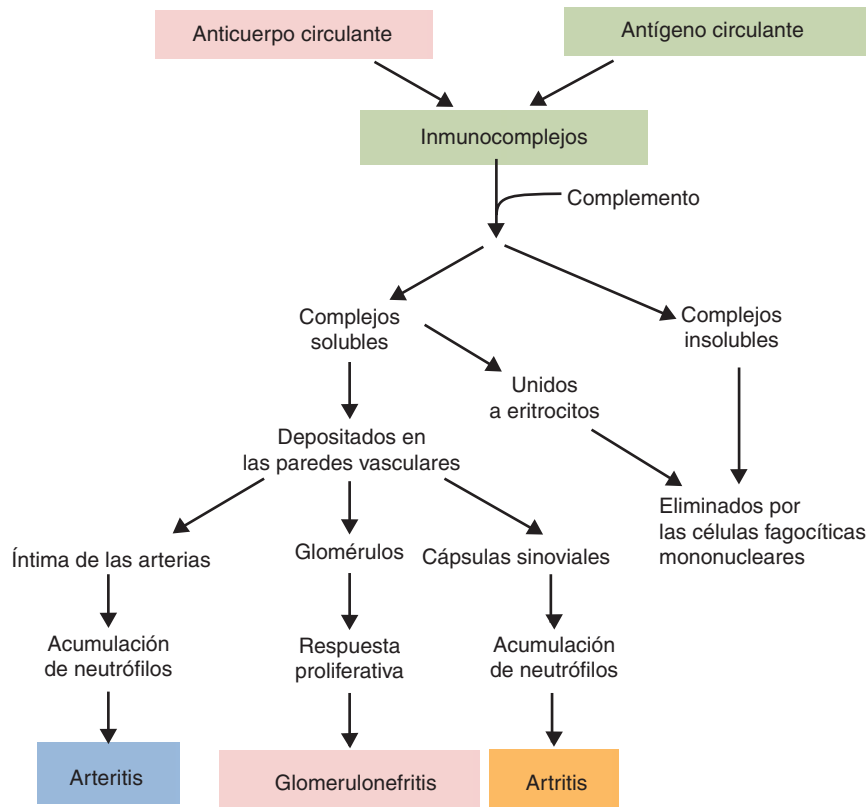 Anticuerpo circulante
Antígeno circulante
Inmunocomplejos
Complemento
Complejos
solubles
Complejos
insolubles
Unidos
a eritrocitos
Depositados en
las paredes vasculares
Eliminados por
las células fagocíticas
mononucleares
Íntima de las arterias
Glomérulos
Cápsulas sinoviales
Acumulación
de neutrófilos
Respuesta
proliferativa
Acumulación
de neutrófilos
Arteritis
Glomerulonefritis
Artritis